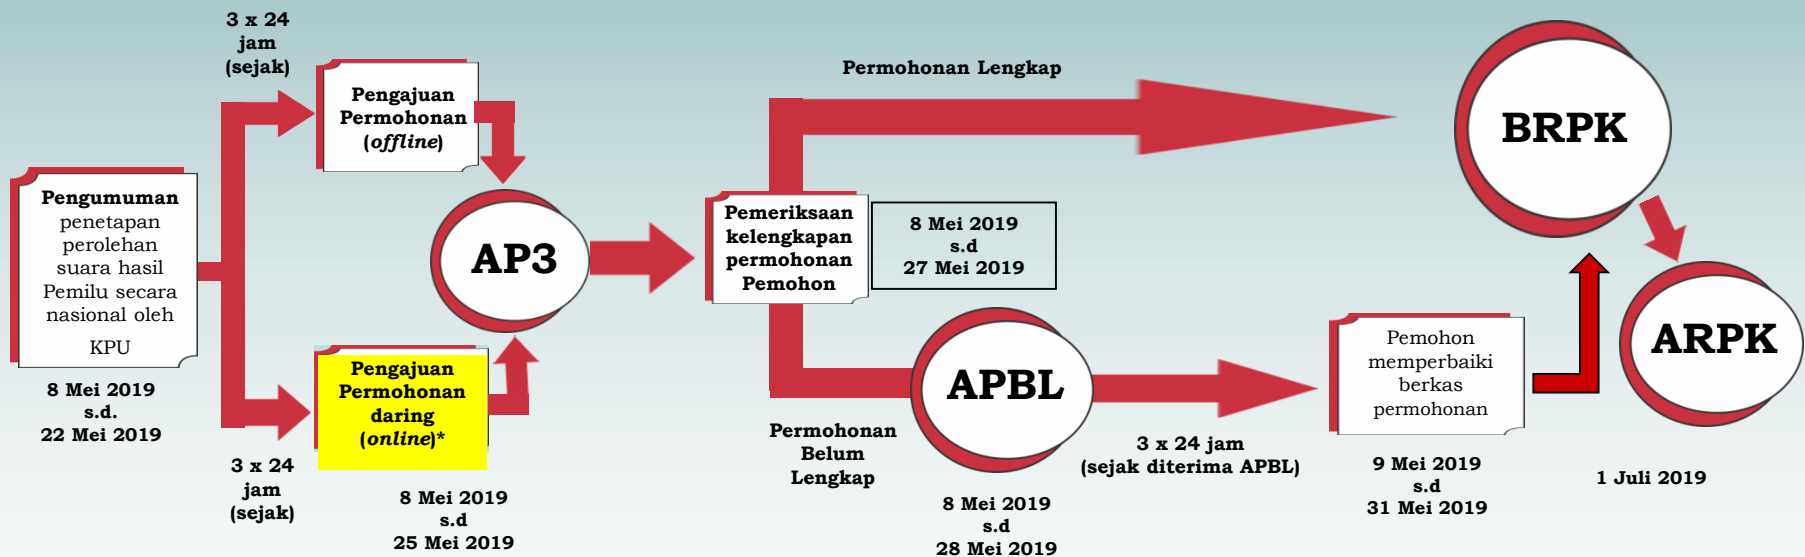 Pengumuman
penetapan
perolehan
suara hasil
Pemilu secara
nasional oleh
KPU
8 Mei 2019
s.d.
22 Mei 2019
3 x 24
jam
(sejak)
Pengajuan
Permohonan
(offline)
Pengajuan
Permohonan
daring
(online)*
3 x 24
jam
(sejak)
8 Mei 2019
s.d
25 Mei 2019
AP3
Pemeriksaan
kelengkapan
permohonan
Pemohon
8 Mei 2019
s.d
27 Mei 2019
Permohonan Lengkap
BRPK
Permohonan
Belum
Lengkap
APBL
8 Mei 2019
s.d
28 Mei 2019
3 x 24 jam
(sejak diterima APBL)
Pemohon
memperbaiki
berkas
permohonan
9 Mei 2019
s.d
31 Mei 2019
ARPK
1 Juli 2019